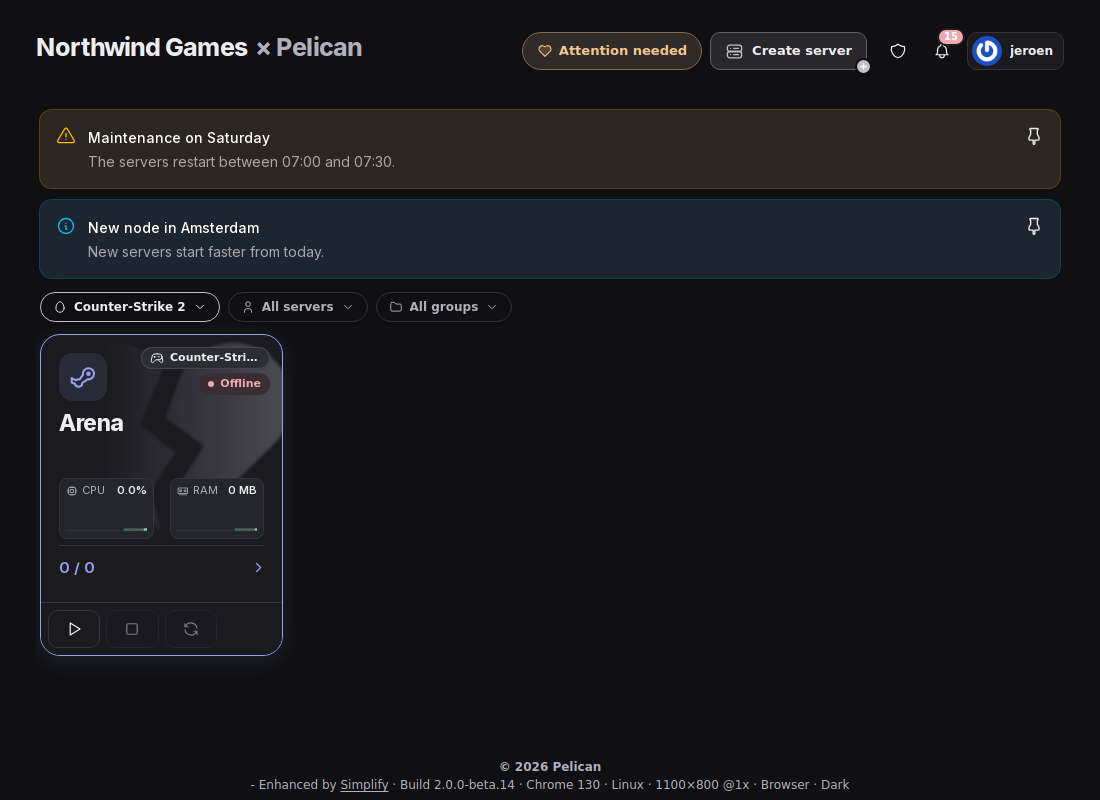 Northwind Games × Pelican
Attention needed
Create server
15
jeroen
Maintenance on Saturday
The servers restart between 07:00 and 07:30.
New node in Amsterdam
New servers start faster from today.
Counter-Strike 2
All servers
All groups
Counter-Stri...
Offline
Arena
CPU 0.0%
RAM 0 MB
0 / 0
© 2026 Pelican
- Enhanced by Simplify · Build 2.0.0-beta.14 · Chrome 130 · Linux · 1100×800 @1x · Browser · Dark